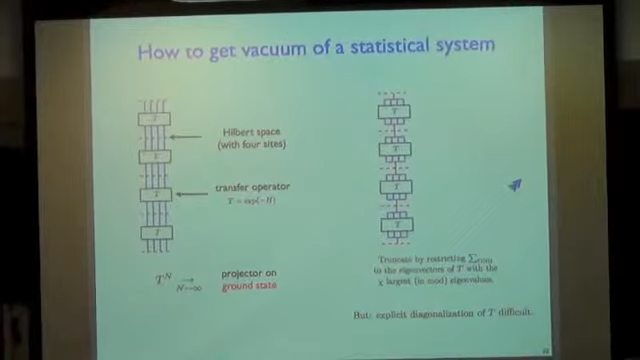 How to get vacuum of a statistical system
T
T
T
T
Hilbert space
(with four sites)
transfer operator
T = exp(−H)
T^N → N→∞
projector on
ground state
T
T
T
T
Truncate by restricting ∑
to the eigenvectors of T with the
χ largest (in mod) eigenvalues.
But: explicit diagonalization of T difficult.